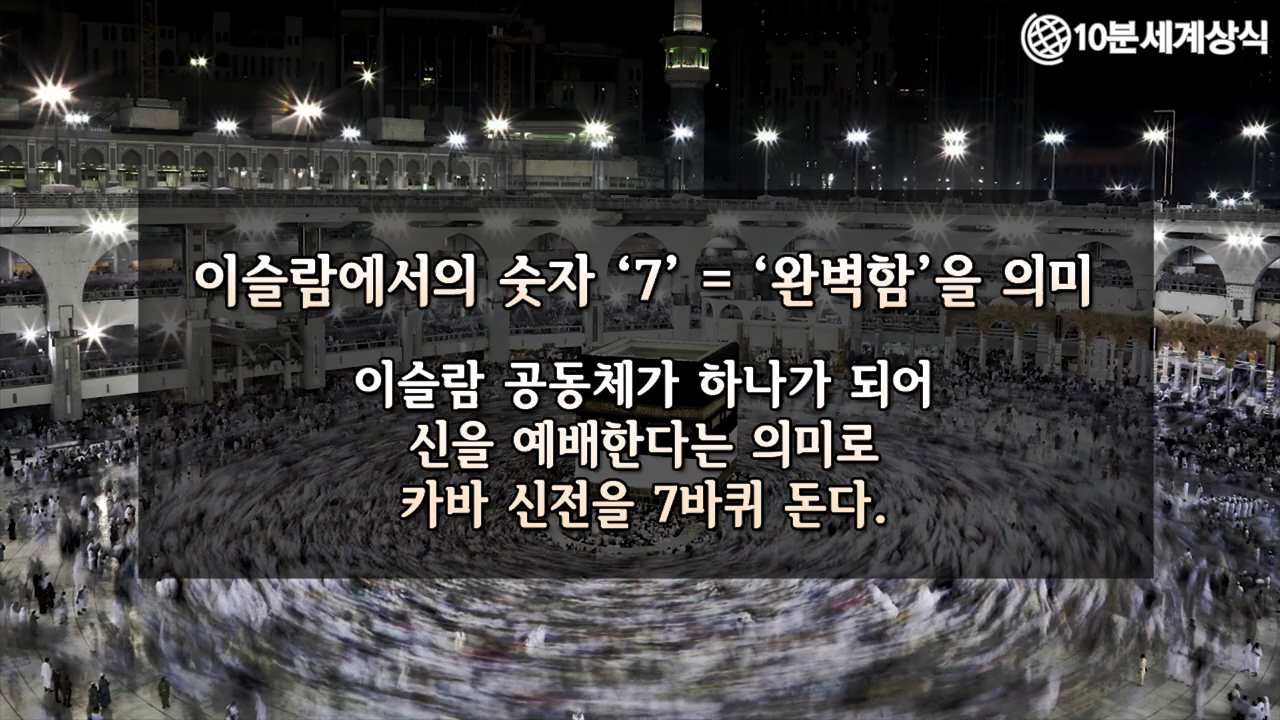 10분세계상식
이슬람에서의 숫자 ‘7’ = ‘완벽함’을 의미
이슬람 공동체가 하나가 되어
신을 예배한다는 의미로
카바 신전을 7바퀴 돈다.